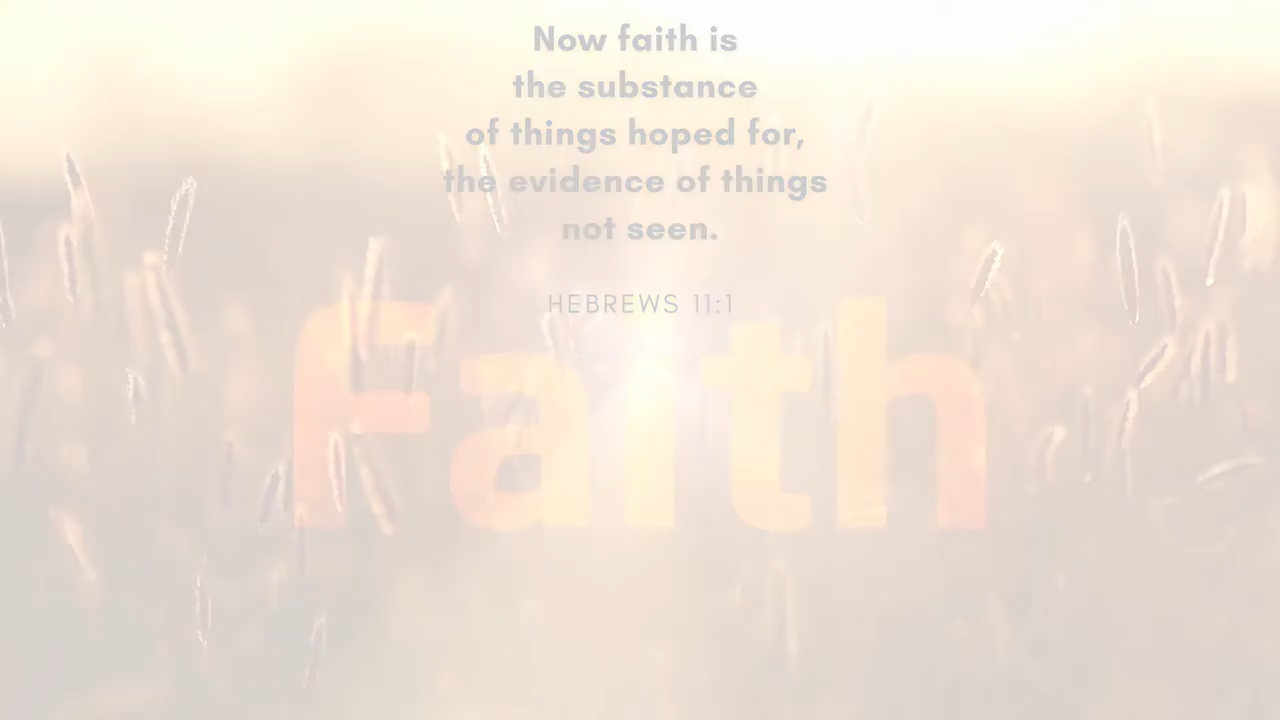 Now faith is
the substance
of things hoped for,
the evidence of things
not seen.
HEBREWS 11:1
Faith